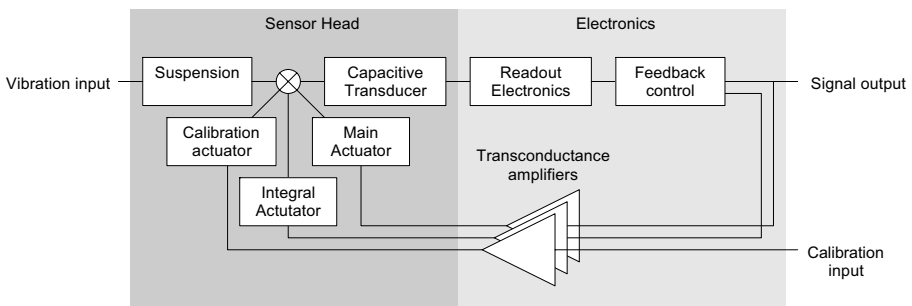 Sensor Head
Electronics
Vibration input
Suspension
Capacitive
Transducer
Readout
Electronics
Feedback
control
Signal output
Calibration
actuator
Main
Actuator
Transconductance
amplifiers
Integral
Actutator
Calibration
input